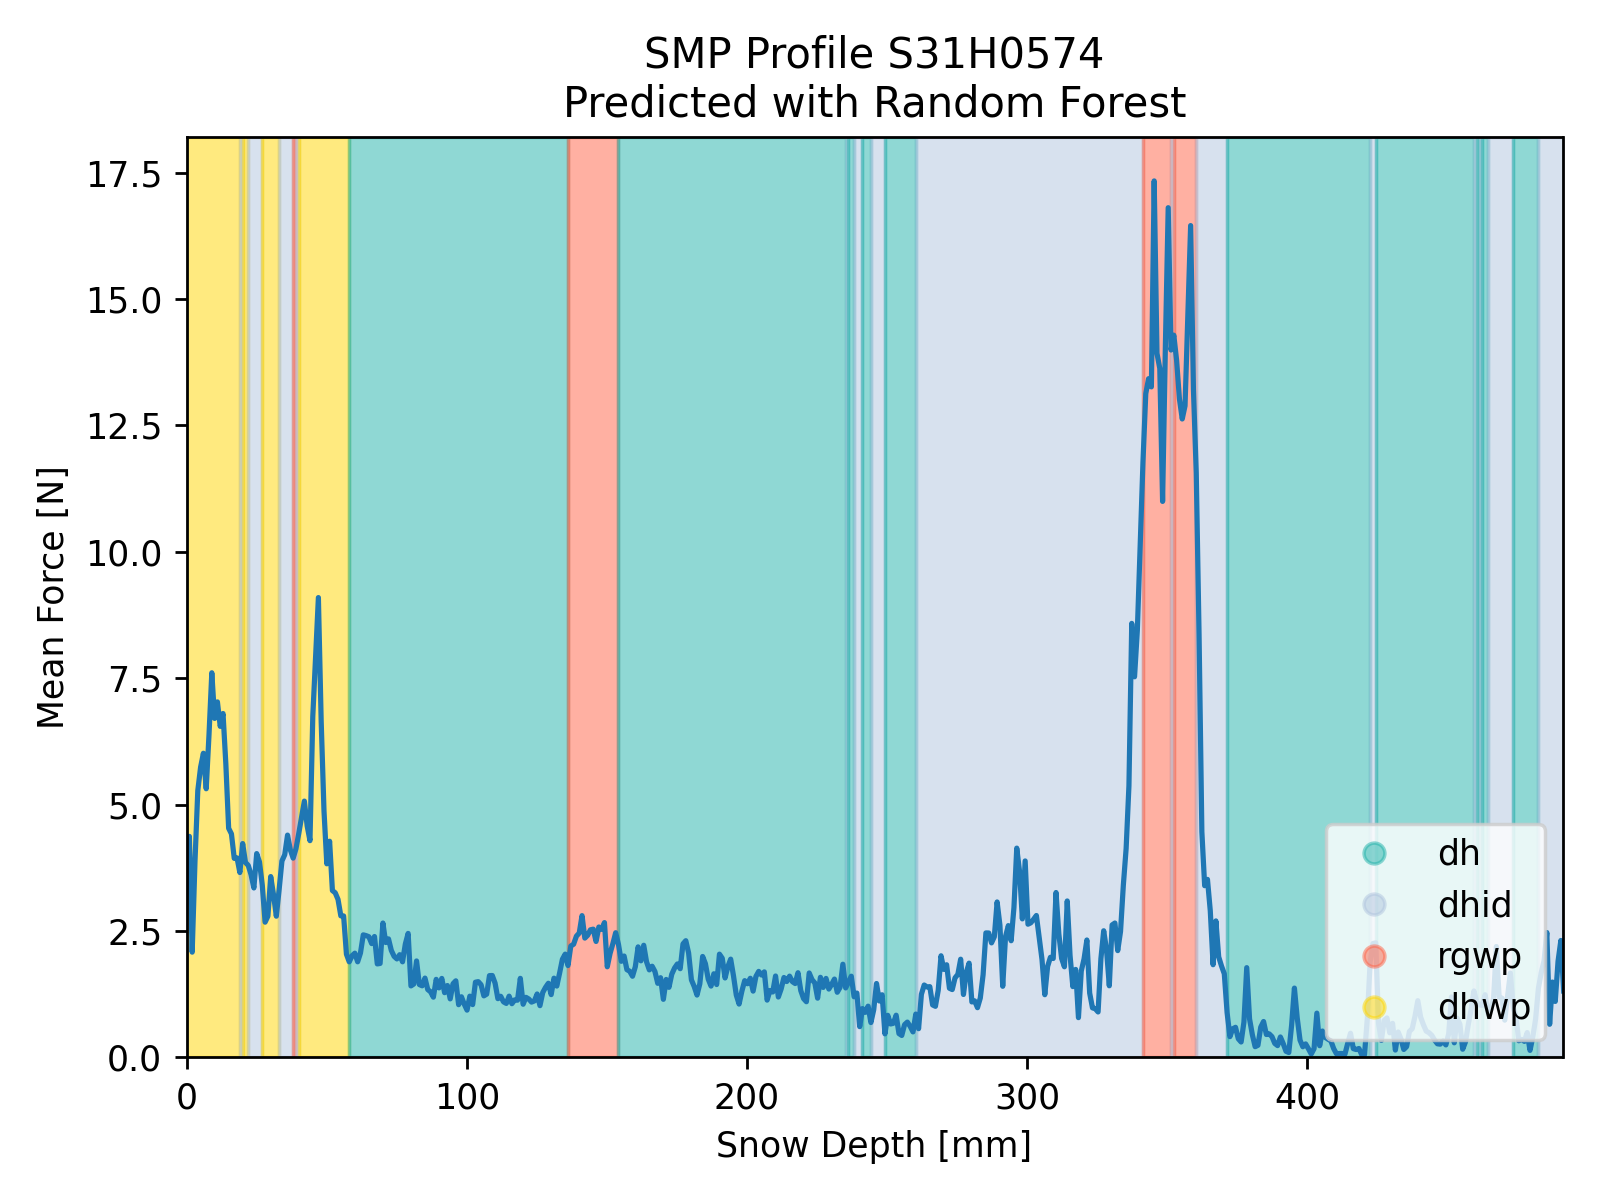 SMP Profile S31H0574
Predicted with Random Forest
Mean Force [N]
17.5
15.0
12.5
10.0
7.5
5.0
2.5
0.0
dh
dhid
rgwp
dhwp
0
100
200
300
400
Snow Depth [mm]